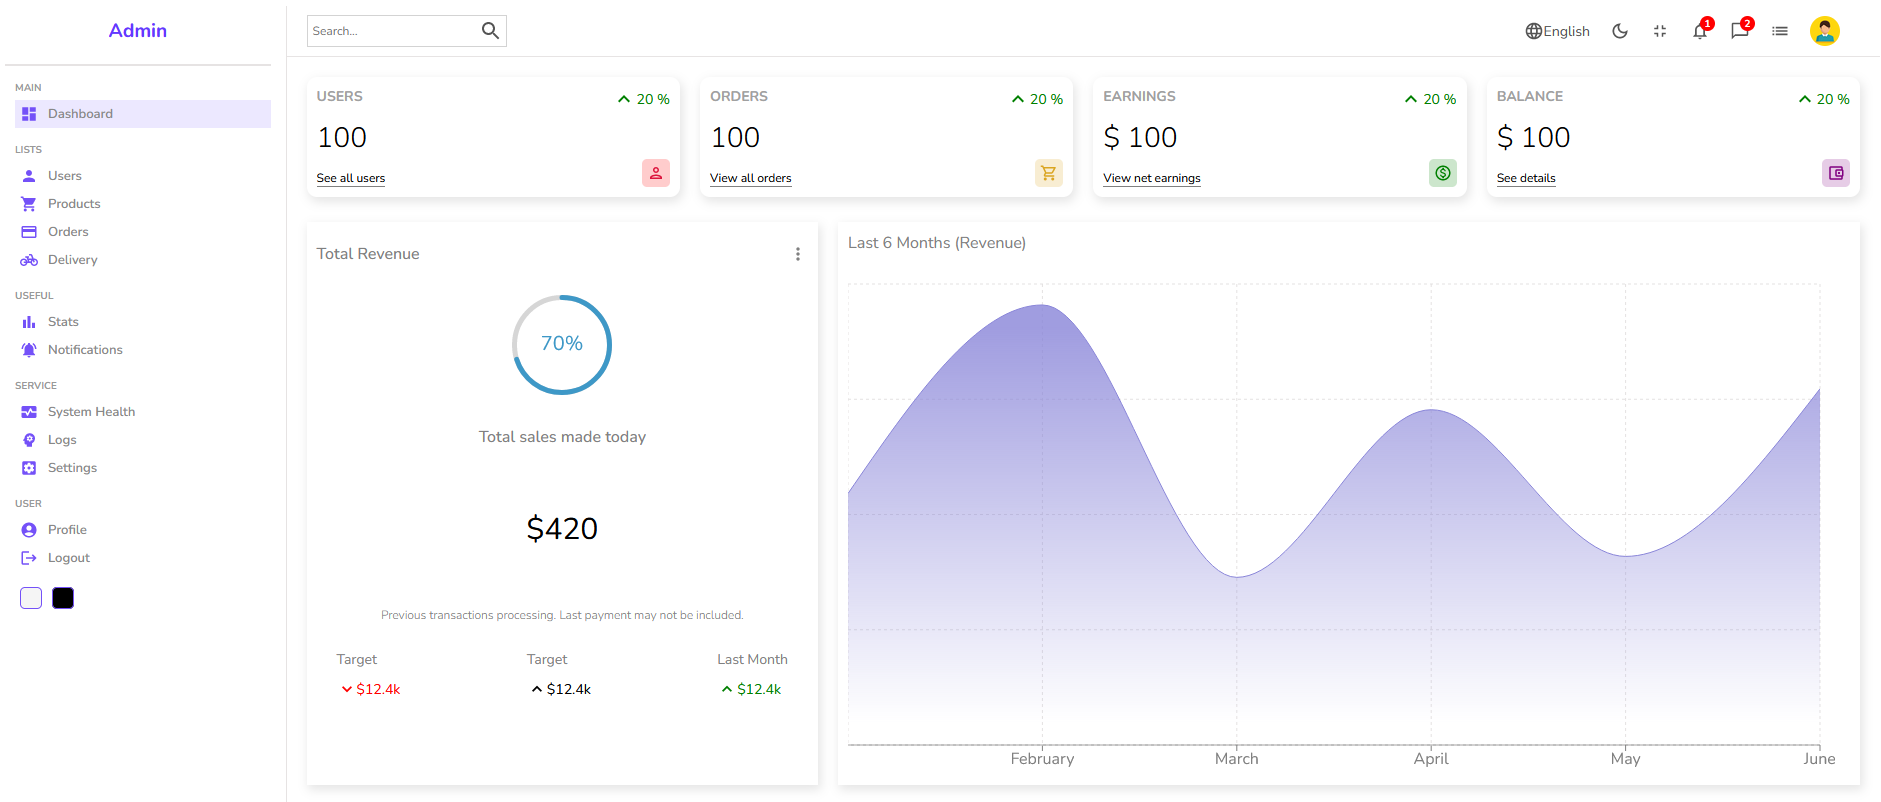 Admin
MAIN
Dashboard
LISTS
Users
Products
Orders
Delivery
USEFUL
Stats
Notifications
SERVICE
System Health
Logs
Settings
USER
Profile
Logout
Search...
English
1
2
USERS
20 %
100
See all users
ORDERS
20 %
100
View all orders
EARNINGS
20 %
$ 100
View net earnings
BALANCE
20 %
$ 100
See details
Total Revenue
70%
Total sales made today
$420
Previous transactions processing. Last payment may not be included.
Target
$12.4k
Target
$12.4k
Last Month
$12.4k
Last 6 Months (Revenue)
February March April May June